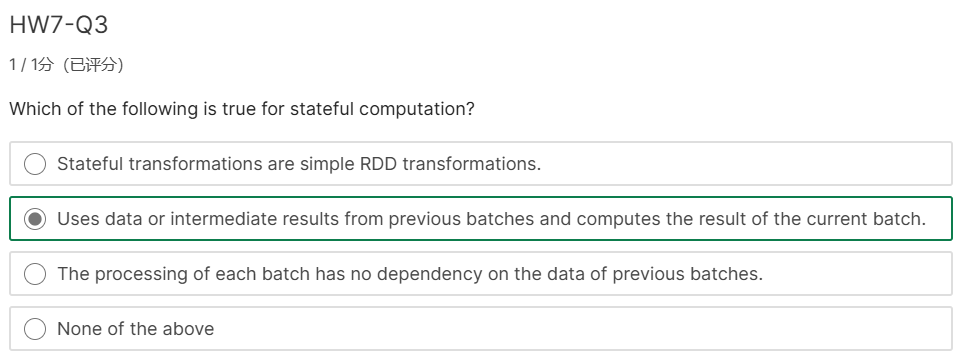 HW7-Q3
1 / 1分（已评分）
Which of the following is true for stateful computation?
Stateful transformations are simple RDD transformations.
Uses data or intermediate results from previous batches and computes the result of the current batch.
The processing of each batch has no dependency on the data of previous batches.
None of the above